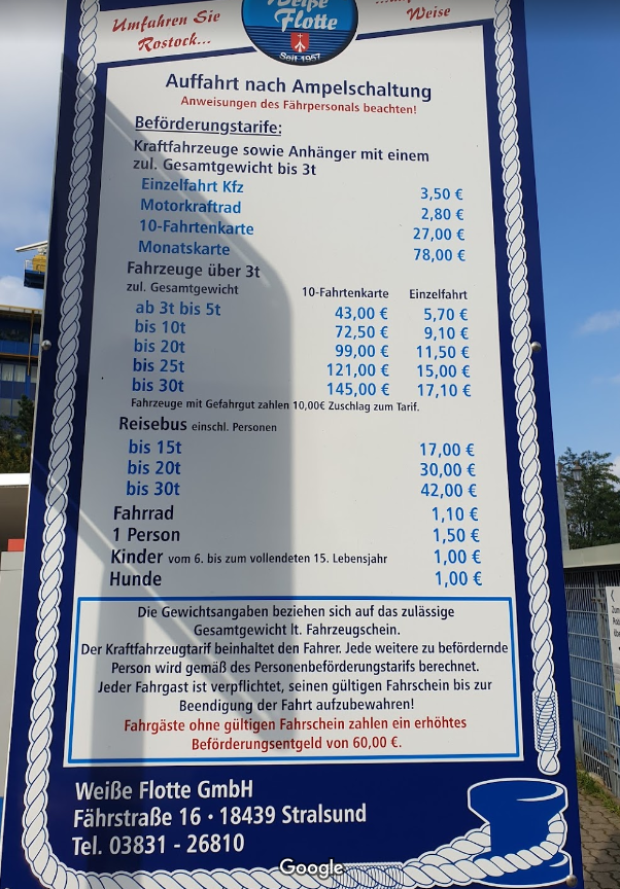 Umfahren Sie
Rostock...
Weiße
Flotte
Seit 1957
Weise
Auffahrt nach Ampelschaltung
Anweisungen des Fährpersonals beachten!
Beförderungstarife:
Kraftfahrzeuge sowie Anhänger mit einem
zul. Gesamtgewicht bis 3t
Einzelfahrt Kfz 3,50 €
Motorkraftrad 2,80 €
10-Fahrtenkarte 27,00 €
Monatskarte 78,00 €
Fahrzeuge über 3t
zul. Gesamtgewicht 10-Fahrtenkarte Einzelfahrt
ab 3t bis 5t 43,00 € 5,70 €
bis 10t 72,50 € 9,10 €
bis 20t 99,00 € 11,50 €
bis 25t 121,00 € 15,00 €
bis 30t 145,00 € 17,10 €
Fahrzeuge mit Gefahrgut zahlen 10,00€ Zuschlag zum Tarif.
Reisebus einschl. Personen
bis 15t 17,00 €
bis 20t 30,00 €
bis 30t 42,00 €
Fahrrad 1,10 €
1 Person 1,50 €
Kinder vom 6. bis zum vollendeten 15. Lebensjahr 1,00 €
Hunde 1,00 €
Die Gewichtsangaben beziehen sich auf das zulässige
Gesamtgewicht lt. Fahrzeugschein.
Der Kraftfahrzeugtarif beinhaltet den Fahrer. Jede weitere zu befördernde
Person wird gemäß des Personenbeförderungstarifs berechnet.
Jeder Fahrgast ist verpflichtet, seinen gültigen Fahrschein bis zur
Beendigung der Fahrt aufzubewahren!
Fahrgäste ohne gültigen Fahrschein zahlen ein erhöhtes
Beförderungsentgeld von 60,00 €.
Weiße Flotte GmbH
Fährstraße 16 · 18439 Stralsund
Tel. 03831 - 26810
Google